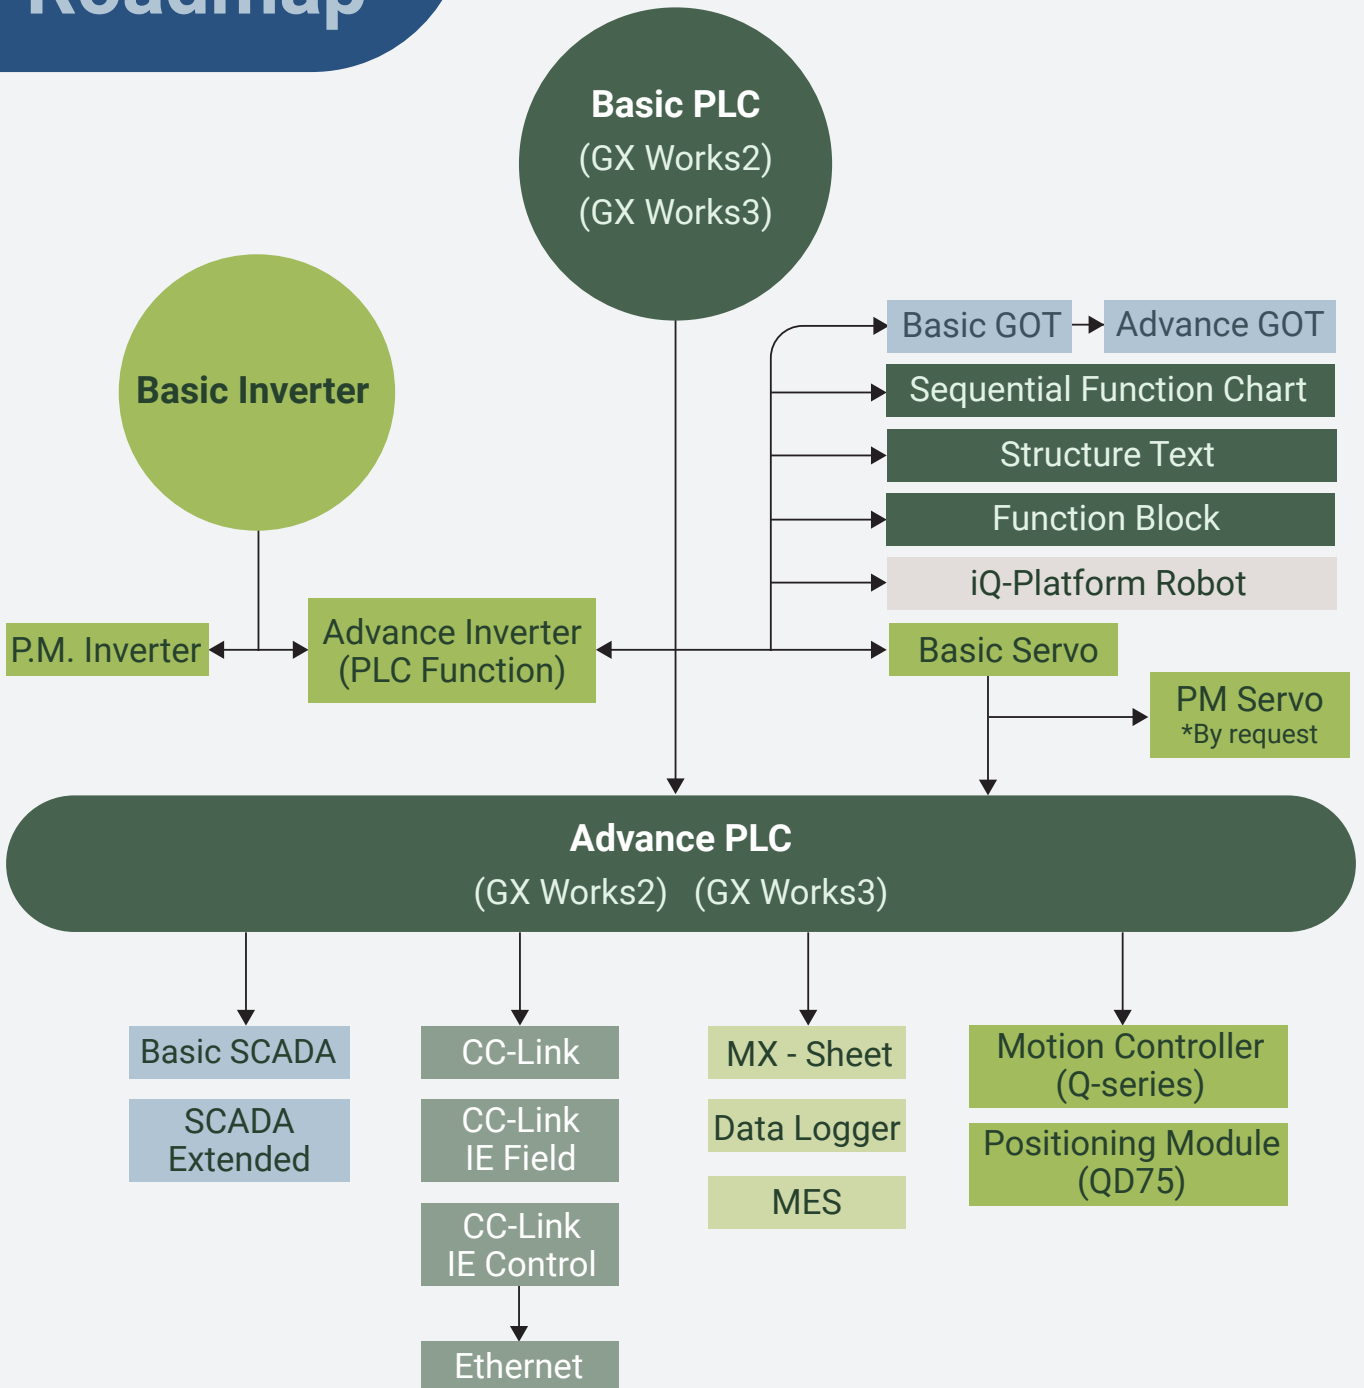 Roadmap
Basic PLC
(GX Works2)
(GX Works3)
Basic Inverter
Basic GOT
Advance GOT
Sequential Function Chart
Structure Text
Function Block
iQ-Platform Robot
P.M. Inverter
Advance Inverter
(PLC Function)
Basic Servo
PM Servo
*By request
Advance PLC
(GX Works2) (GX Works3)
Basic SCADA
SCADA
Extended
CC-Link
CC-Link
IE Field
CC-Link
IE Control
Ethernet
MX - Sheet
Data Logger
MES
Motion Controller
(Q-series)
Positioning Module
(QD75)